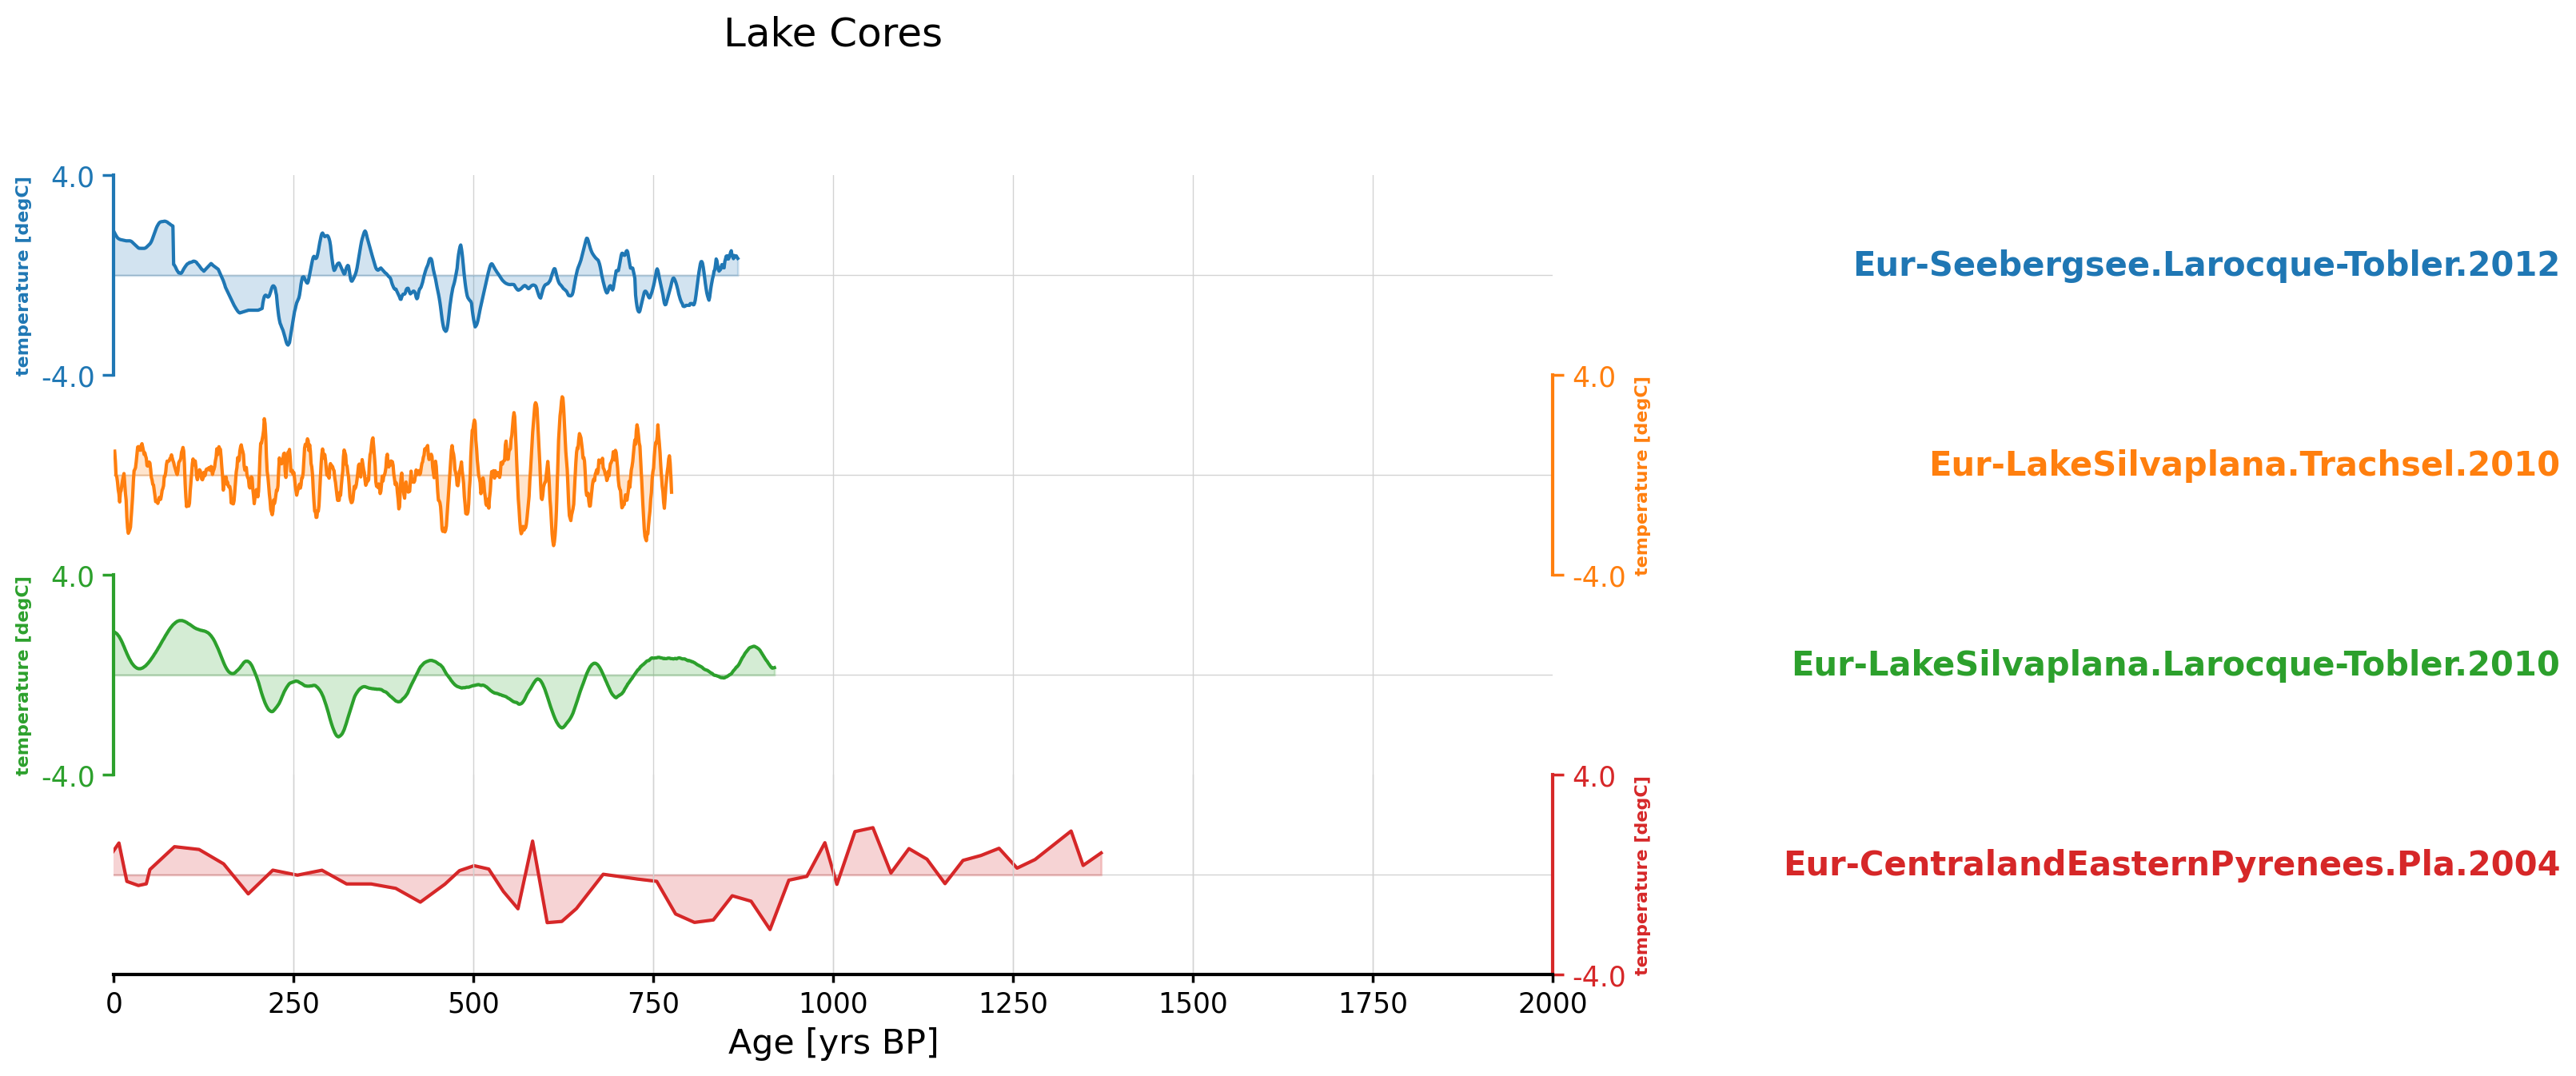 Lake Cores
4.0
temperature [degC]
-4.0
Eur-Seebergsee.Larocque-Tobler.2012
4.0
temperature [degC]
-4.0
Eur-LakeSilvaplana.Trachsel.2010
4.0
temperature [degC]
-4.0
Eur-LakeSilvaplana.Larocque-Tobler.2010
4.0
temperature [degC]
-4.0
Eur-CentralandEasternPyrenees.Pla.2004
0 250 500 750 1000 1250 1500 1750 2000
Age [yrs BP]